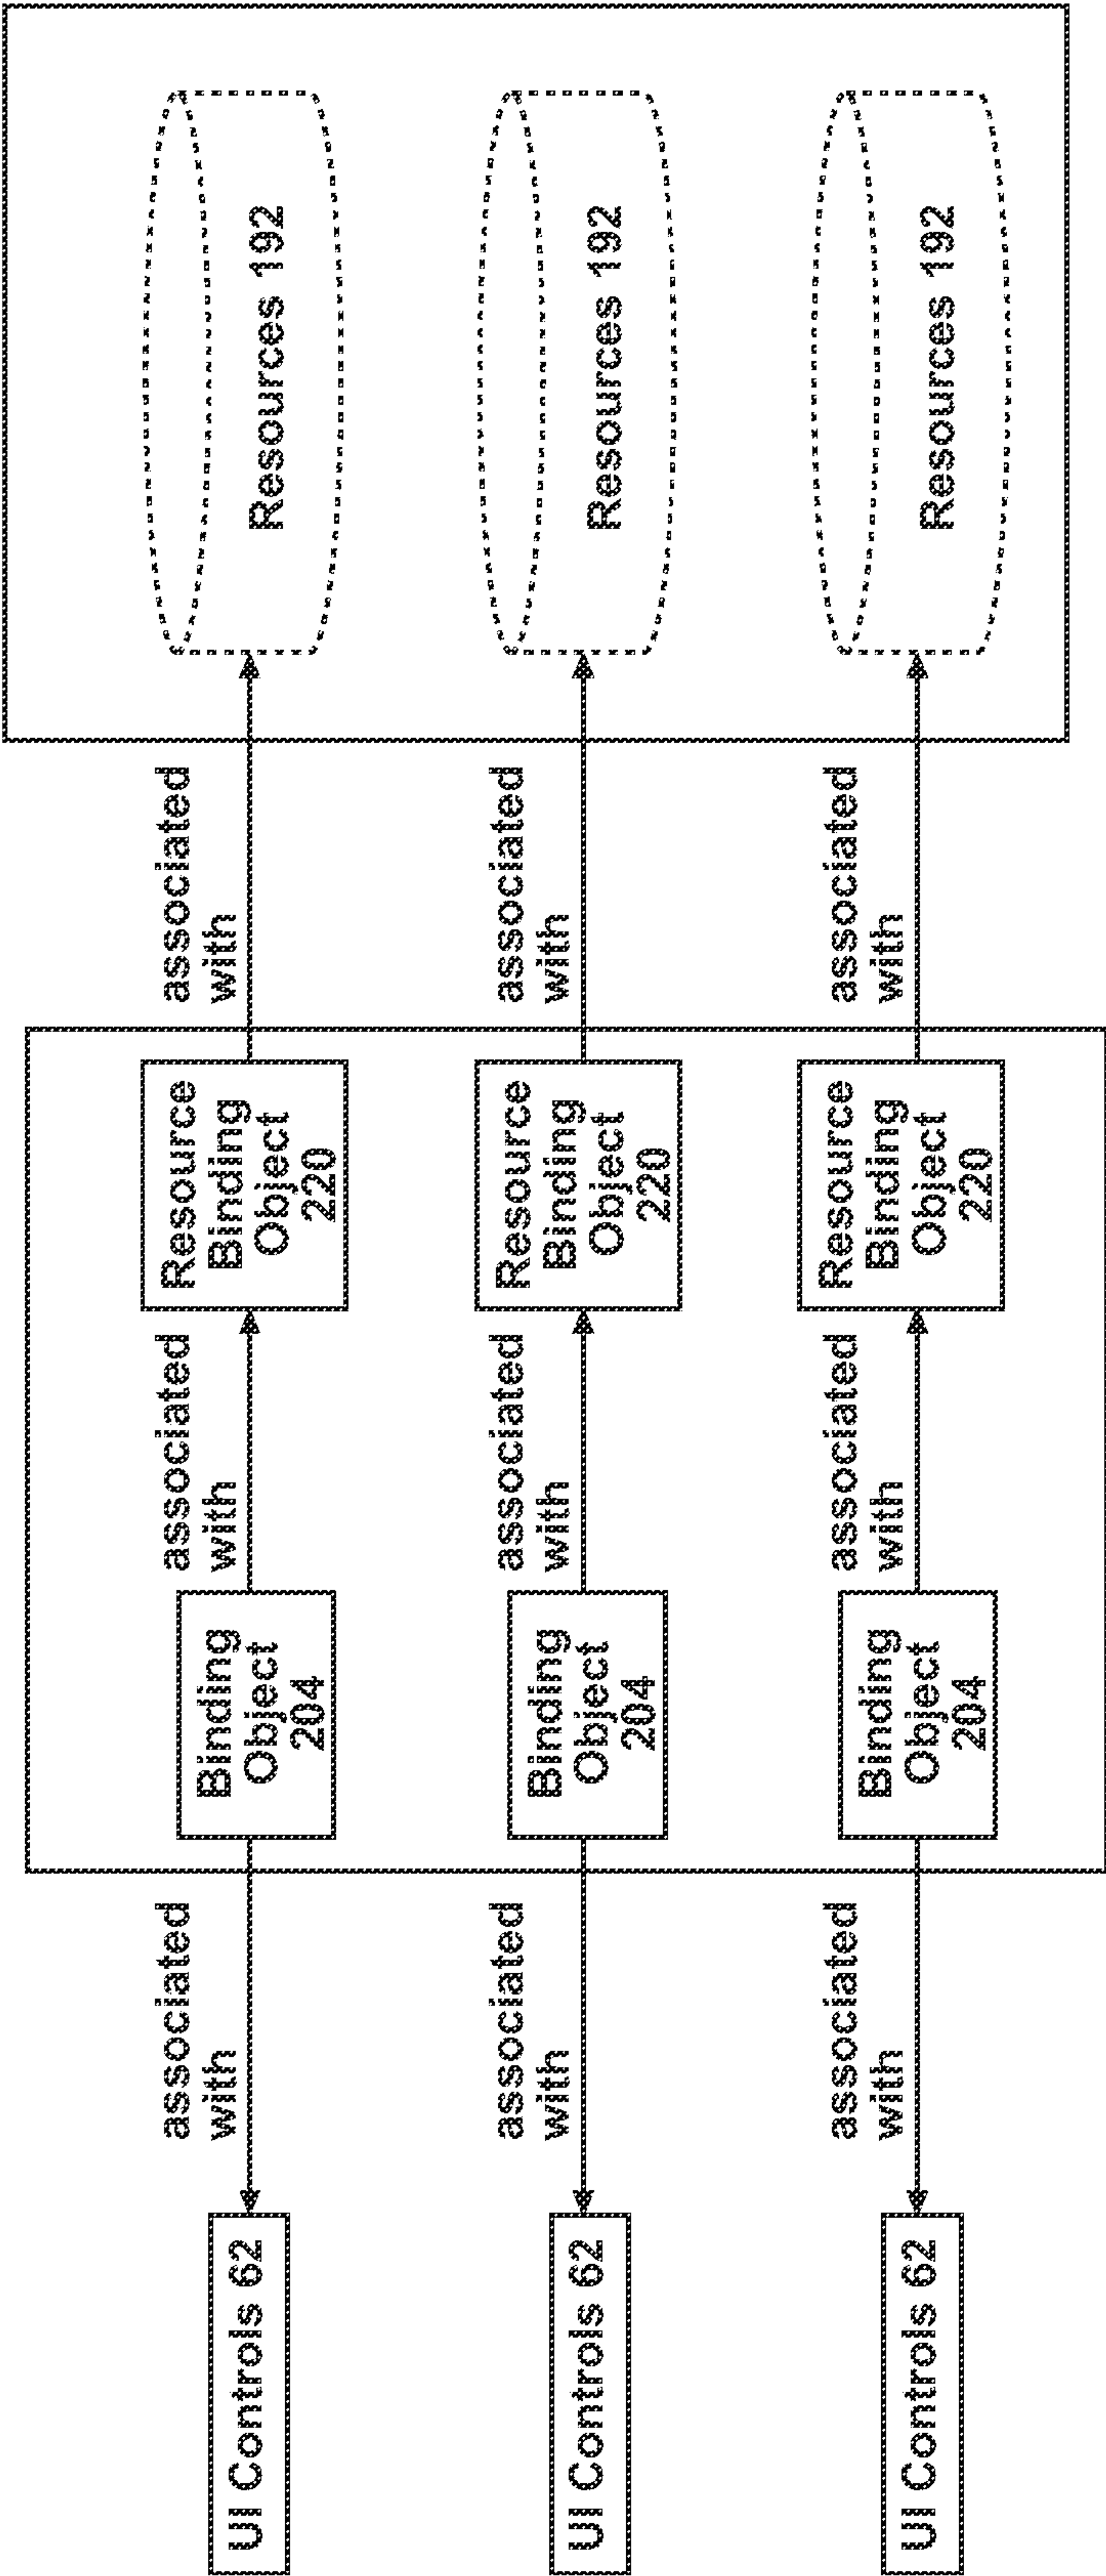 UI Controls 62
associated
with
Binding
Object
204
associated
with
Resource
Binding
Object
220
associated
with
Resources 192
UI Controls 62
associated
with
Binding
Object
204
associated
with
Resource
Binding
Object
220
associated
with
Resources 192
UI Controls 62
associated
with
Binding
Object
204
associated
with
Resource
Binding
Object
220
associated
with
Resources 192